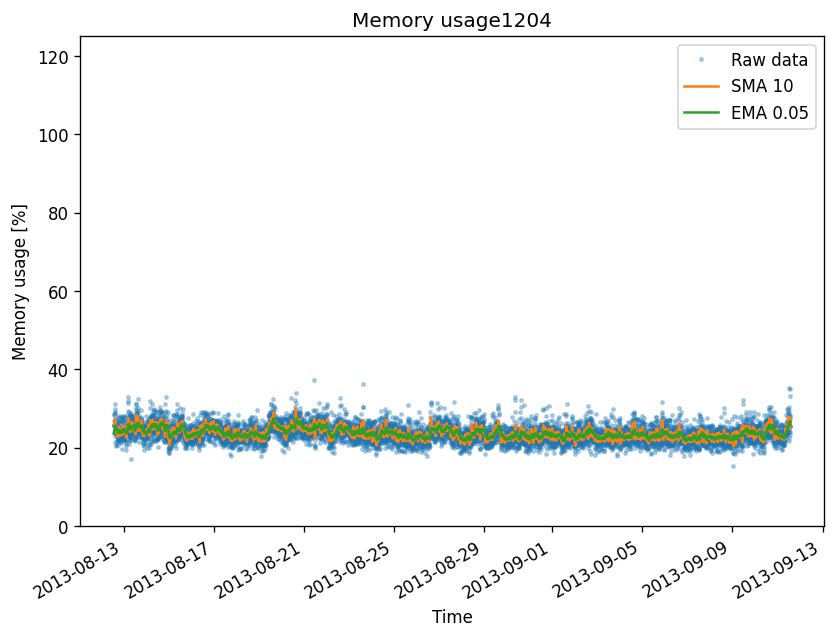 Memory usage1204
Raw data
SMA 10
EMA 0.05
Memory usage [%]
120
100
80
60
40
20
0
2013-08-13
2013-08-17
2013-08-21
2013-08-25
2013-08-29
2013-09-01
2013-09-05
2013-09-09
2013-09-13
Time